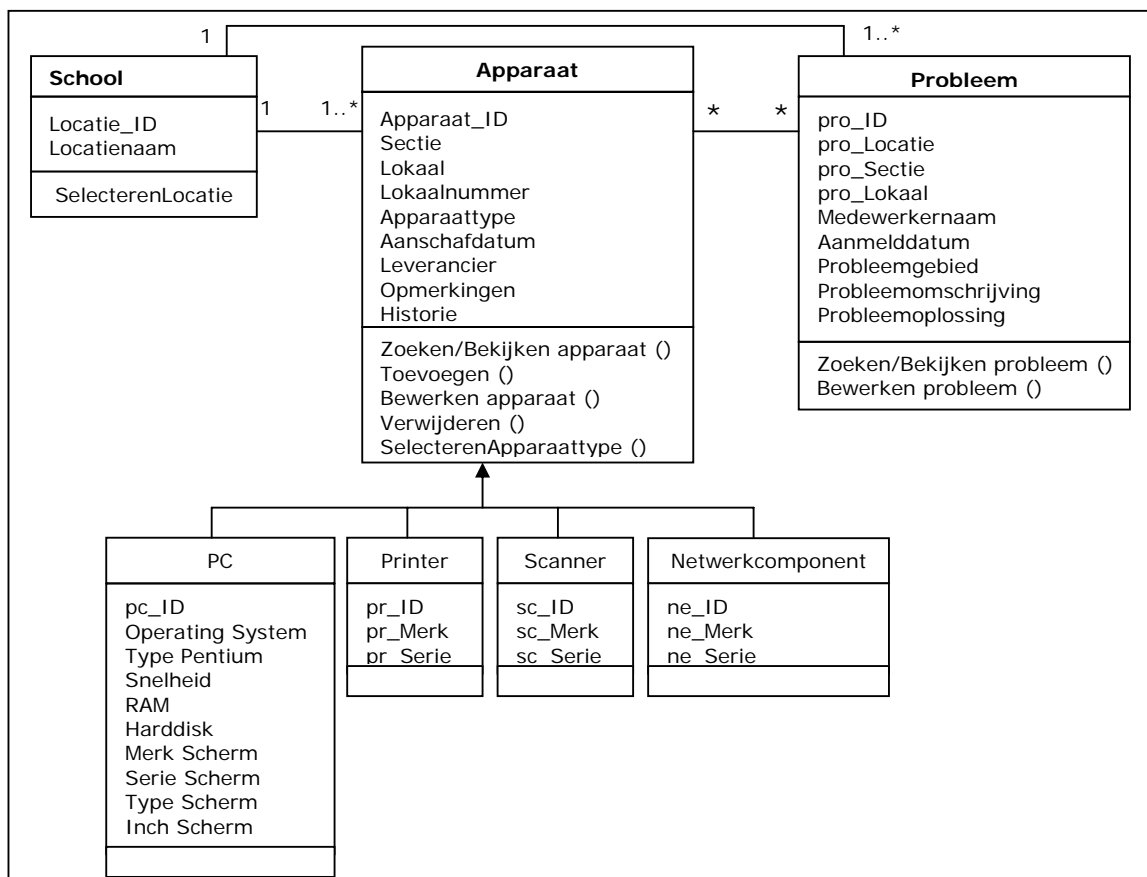 1
1..*
School
Locatie_ID
Locatienaam
SelecterenLocatie
1
1..*
Apparaat
Apparaat_ID
Sectie
Lokaal
Lokaalnummer
Apparaattype
Aanschafdatum
Leverancier
Opmerkingen
Historie
Zoeken/Bekijken apparaat ()
Toevoegen ()
Bewerken apparaat ()
Verwijderen ()
SelecterenApparaattype ()
*
*
Probleem
pro_ID
pro_Locatie
pro_Sectie
pro_Lokaal
Medewerkernaam
Aanmelddatum
Probleemgebied
Probleemomschrijving
Probleemoplossing
Zoeken/Bekijken probleem ()
Bewerken probleem ()
PC
pc_ID
Operating System
Type Pentium
Snelheid
RAM
Harddisk
Merk Scherm
Serie Scherm
Type Scherm
Inch Scherm
Printer
pr_ID
pr_Merk
pr_Serie
Scanner
sc_ID
sc_Merk
sc_Serie
Netwerkcomponent
ne_ID
ne_Merk
ne_Serie